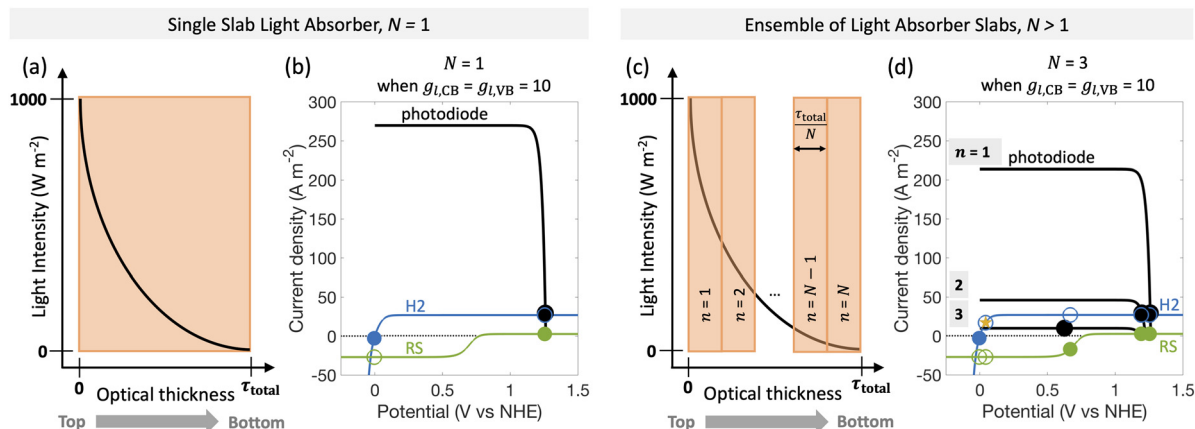 Single Slab Light Absorber, N = 1
Ensemble of Light Absorber Slabs, N > 1
(a)
1000
0
Light Intensity (W m⁻²)
0
Optical thickness
τtotal
Top
Bottom
(b)
N = 1
when gl,CB = gl,VB = 10
300
250
200
150
100
50
0
-50
Current density (A m⁻²)
photodiode
H2
RS
0
0.5
1
1.5
Potential (V vs NHE)
(c)
1000
0
Light Intensity (W m⁻²)
τtotal
N
n = 1
n = 2
...
n = N − 1
n = N
0
Optical thickness
τtotal
Top
Bottom
(d)
N = 3
when gl,CB = gl,VB = 10
300
250
200
150
100
50
0
-50
Current density (A m⁻²)
n = 1
photodiode
2
3
H2
RS
0
0.5
1
1.5
Potential (V vs NHE)